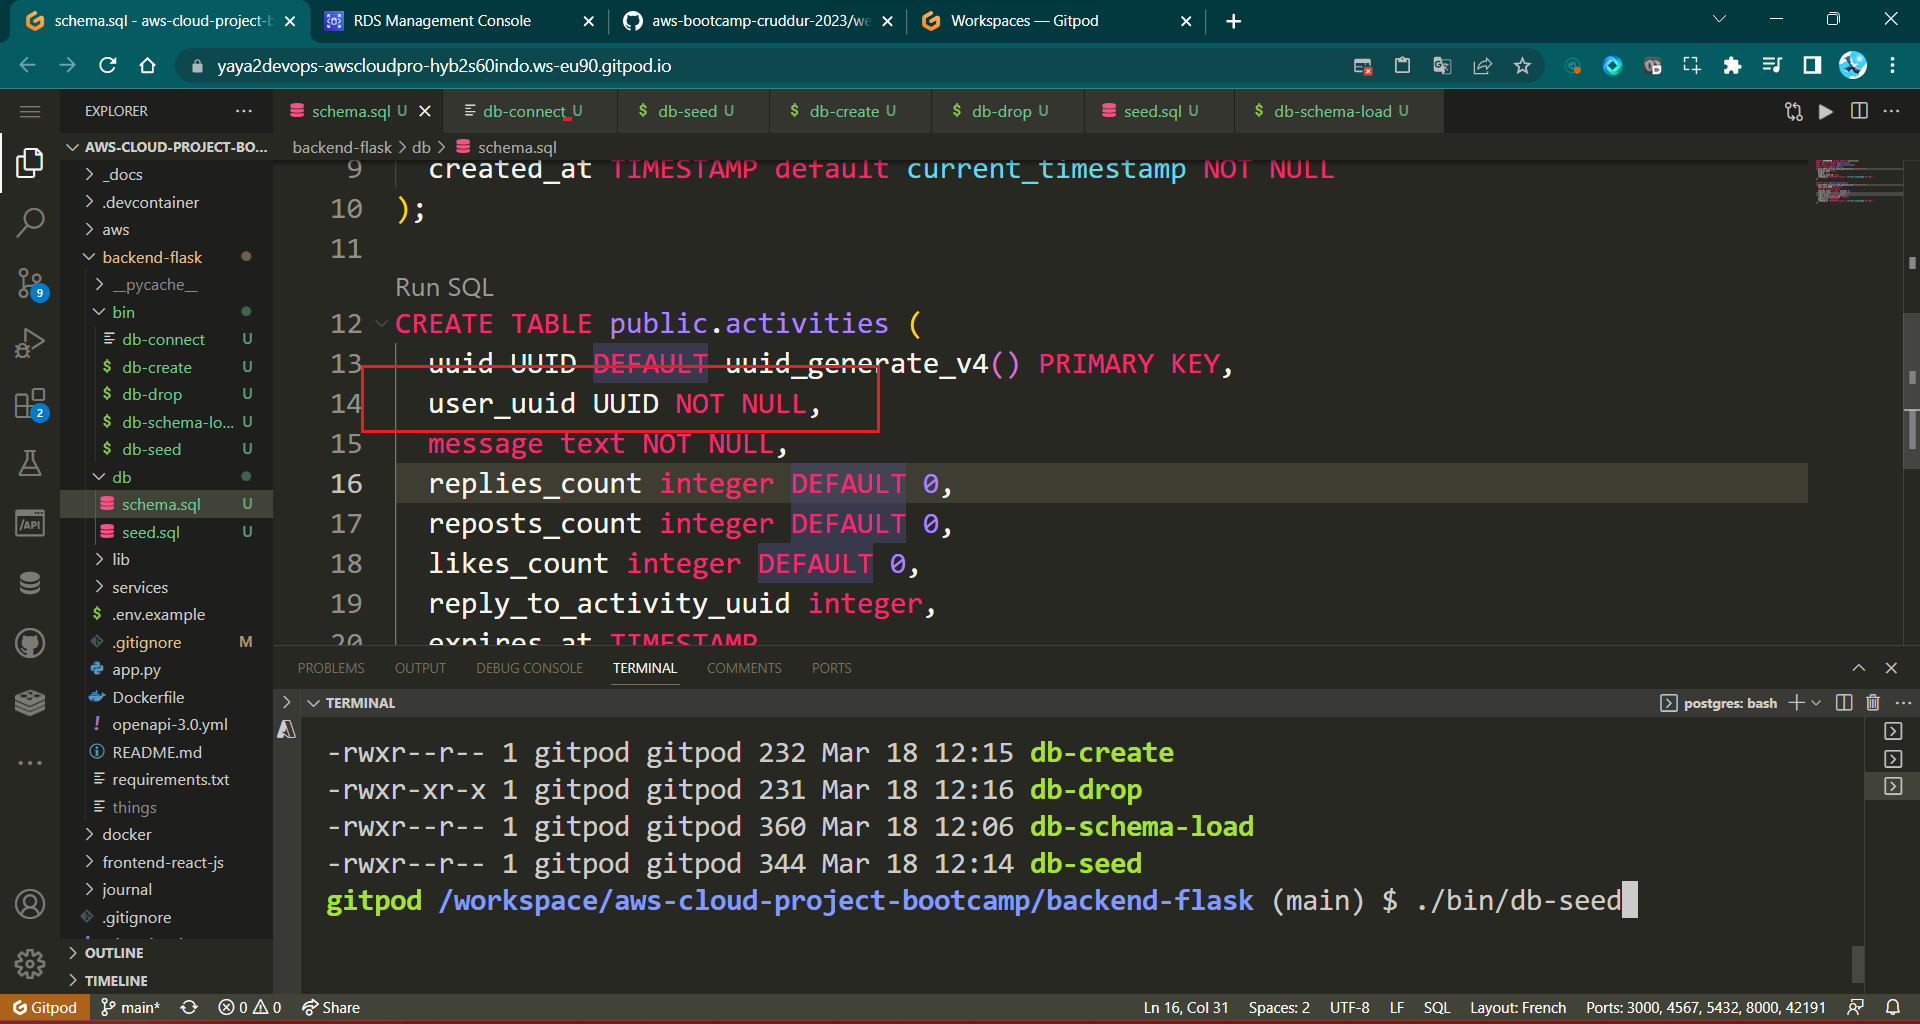 schema.sql - aws-cloud-project-b
RDS Management Console
aws-bootcamp-cruddur-2023/we
Workspaces — Gitpod
yaya2devops-awscloudpro-hyb2s60indo.ws-eu90.gitpod.io
EXPLORER
schema.sql U
db-connect U
$ db-seed U
$ db-create U
$ db-drop U
seed.sql U
$ db-schema-load U
backend-flask > db > schema.sql
AWS-CLOUD-PROJECT-BO...
_docs
.devcontainer
aws
backend-flask
__pycache__
bin
db-connect U
$ db-create U
$ db-drop U
$ db-schema-lo... U
$ db-seed U
db
schema.sql U
seed.sql U
lib
services
$ .env.example
.gitignore M
app.py
Dockerfile
! openapi-3.0.yml
README.md
requirements.txt
things
docker
frontend-react-js
journal
.gitignore
OUTLINE
TIMELINE
9
2
/API
9 created_at TIMESTAMP default current_timestamp NOT NULL
10 );
11
Run SQL
12 CREATE TABLE public.activities (
13 uuid UUID DEFAULT uuid_generate_v4() PRIMARY KEY,
14 user_uuid UUID NOT NULL,
15 message text NOT NULL,
16 replies_count integer DEFAULT 0,
17 reposts_count integer DEFAULT 0,
18 likes_count integer DEFAULT 0,
19 reply_to_activity_uuid integer,
20 expires_at TIMESTAMP
PROBLEMS OUTPUT DEBUG CONSOLE TERMINAL COMMENTS PORTS
TERMINAL
postgres: bash
-rwxr--r-- 1 gitpod gitpod 232 Mar 18 12:15 db-create
-rwxr-xr-x 1 gitpod gitpod 231 Mar 18 12:16 db-drop
-rwxr--r-- 1 gitpod gitpod 360 Mar 18 12:06 db-schema-load
-rwxr--r-- 1 gitpod gitpod 344 Mar 18 12:14 db-seed
gitpod /workspace/aws-cloud-project-bootcamp/backend-flask (main) $ ./bin/db-seed
Gitpod main* 0 0 Share Ln 16, Col 31 Spaces: 2 UTF-8 LF SQL Layout: French Ports: 3000, 4567, 5432, 8000, 42191